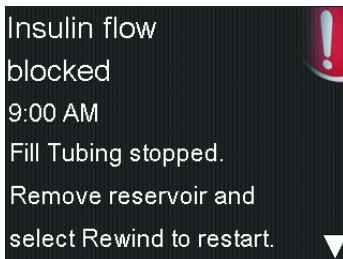 Insulin flow
blocked
9:00 AM
Fill Tubing stopped.
Remove reservoir and
select Rewind to restart.